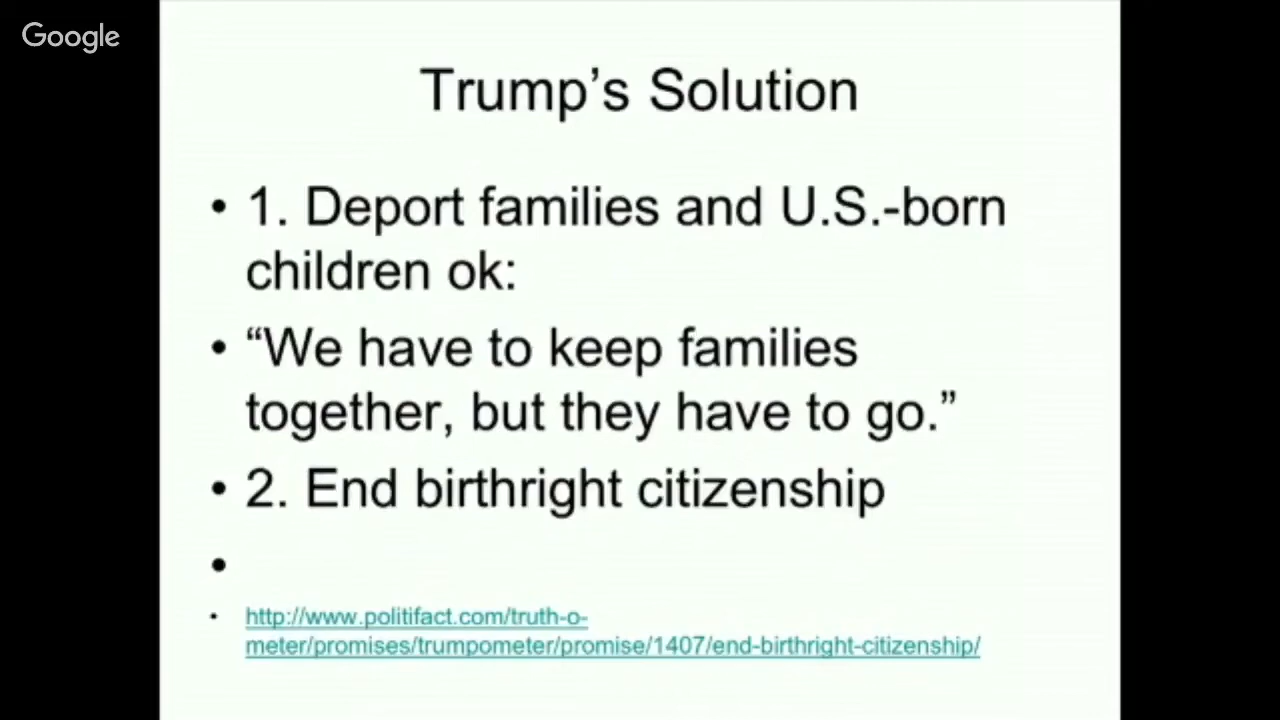 Google
Trump's Solution
• 1. Deport families and U.S.-born
children ok:
• “We have to keep families
together, but they have to go.”
• 2. End birthright citizenship
•
• http://www.politifact.com/truth-o-
meter/promises/trumpometer/promise/1407/end-birthright-citizenship/